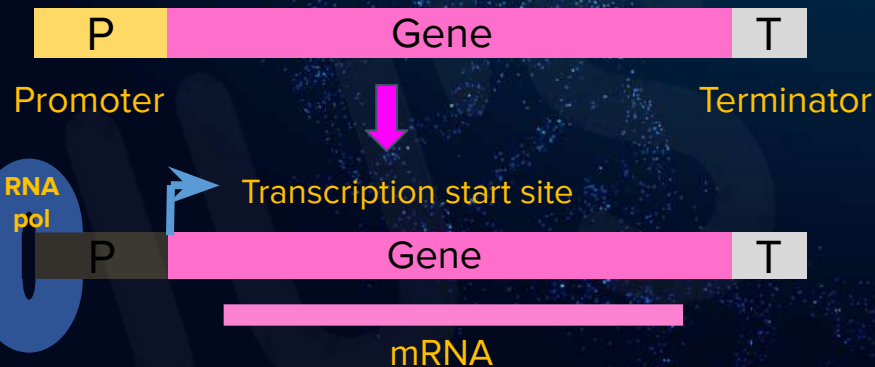 P Gene T
Promoter Terminator
RNA
pol
Transcription start site
P Gene T
mRNA